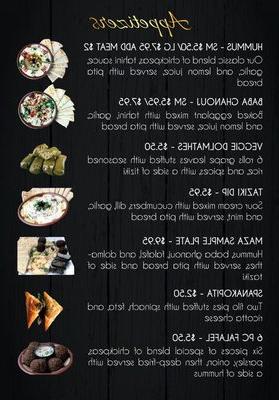 Appetizers
HUMMUS - SM $5.50 LG $7.95 ADD MEAT $2
Our classic blend of chickpeas, tahini sauce,
garlic, and lemon juice, served with pita
bread
BABA GHANOUJ - SM $5.95/ $7.95
Baked eggplant mixed with tahini, garlic,
and lemon juice, served with pita bread
VEGGIE DOLMATHES - $5.50
6 rolls grape leaves stuffed with seasoned
rice, and spices with a side of tzitiki
TAZIKI DIP - $5.95
Sour cream mixed with cucumbers, dill, garlic,
and mint, served with pita bread
MAZA SAMPLE PLATE - $9.95
Hummus, baba ghanouj, falafel, and dolma-
thes, served with pita bread and side of
tzitiki
SPANAKOPITA - $2.50
Two filo pies stuffed with spinach, feta, and
ricotta cheese
6 PC FALAFEL - $5.50
Six pieces of special blend of chickpeas,
parsley, onion, then deep-fried served with
a side of hummus